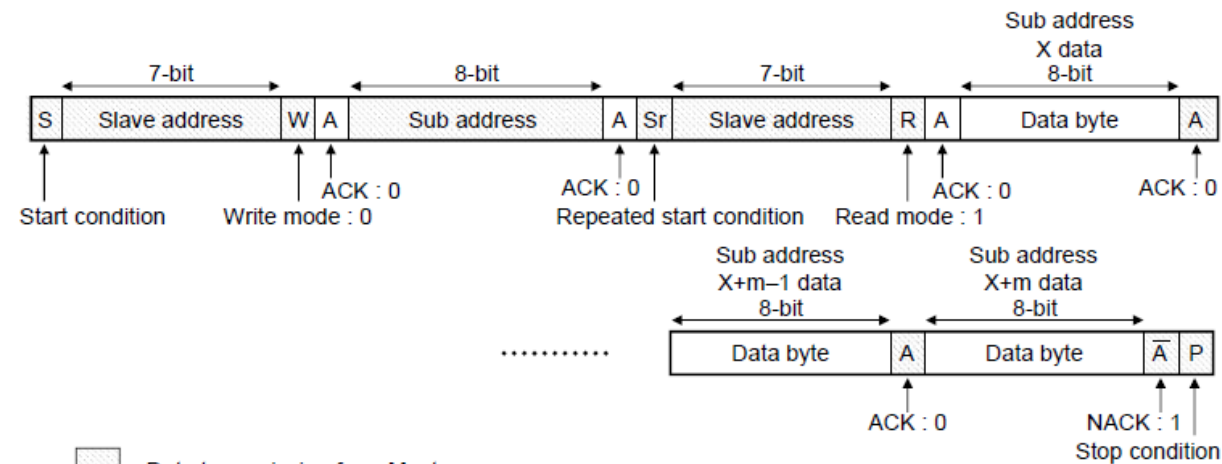 Sub address
X data
7-bit 8-bit 7-bit 8-bit
S Slave address W A Sub address A Sr Slave address R A Data byte A
ACK : 0 ACK : 0 ACK : 0 ACK : 0
Start condition Write mode : 0 Repeated start condition Read mode : 1
Sub address Sub address
X+m–1 data X+m data
8-bit 8-bit
........... Data byte A Data byte A̅ P
ACK : 0 NACK : 1
Stop condition